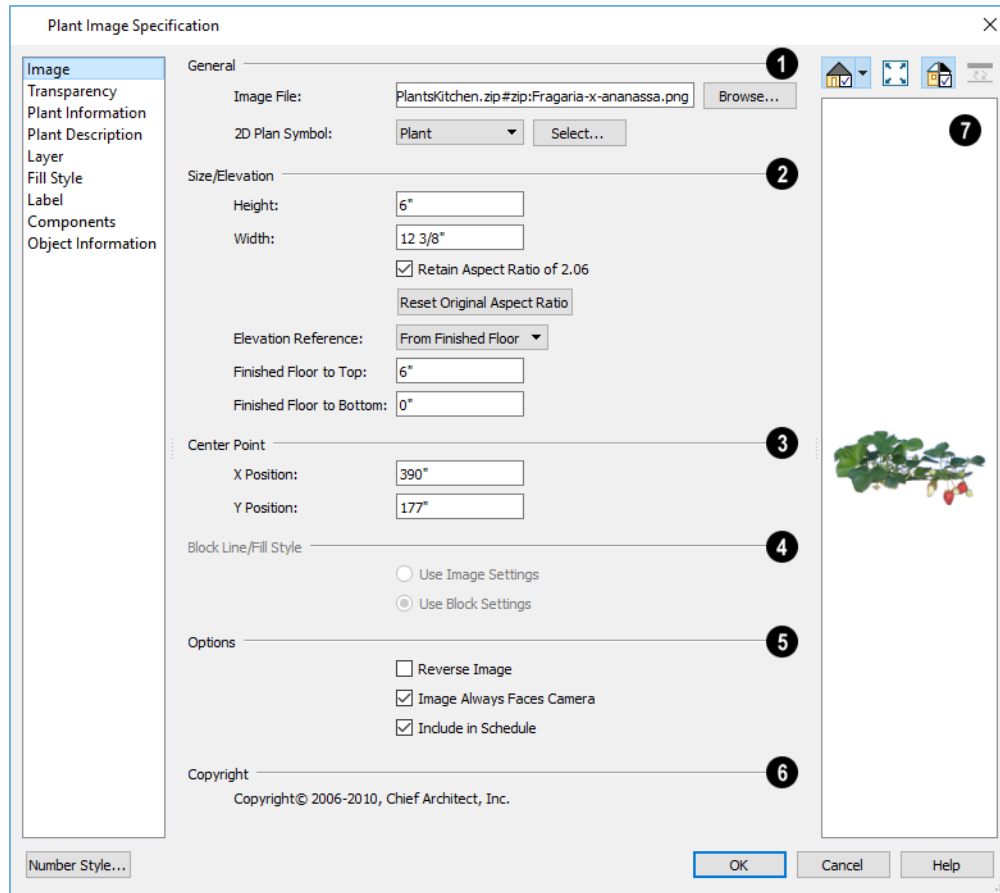 Plant Image Specification
Image
Transparency
Plant Information
Plant Description
Layer
Fill Style
Label
Components
Object Information
General
1
Image File:
PlantsKitchen.zip#zip:Fragaria-x-ananassa.png
Browse...
2D Plan Symbol:
Plant
Select...
Size/Elevation
2
Height:
6"
Width:
12 3/8"
Retain Aspect Ratio of 2.06
Reset Original Aspect Ratio
Elevation Reference:
From Finished Floor
Finished Floor to Top:
6"
Finished Floor to Bottom:
0"
Center Point
3
X Position:
390"
Y Position:
177"
Block Line/Fill Style
4
Use Image Settings
Use Block Settings
Options
5
Reverse Image
Image Always Faces Camera
Include in Schedule
Copyright
6
Copyright© 2006-2010, Chief Architect, Inc.
7
Number Style...
OK
Cancel
Help